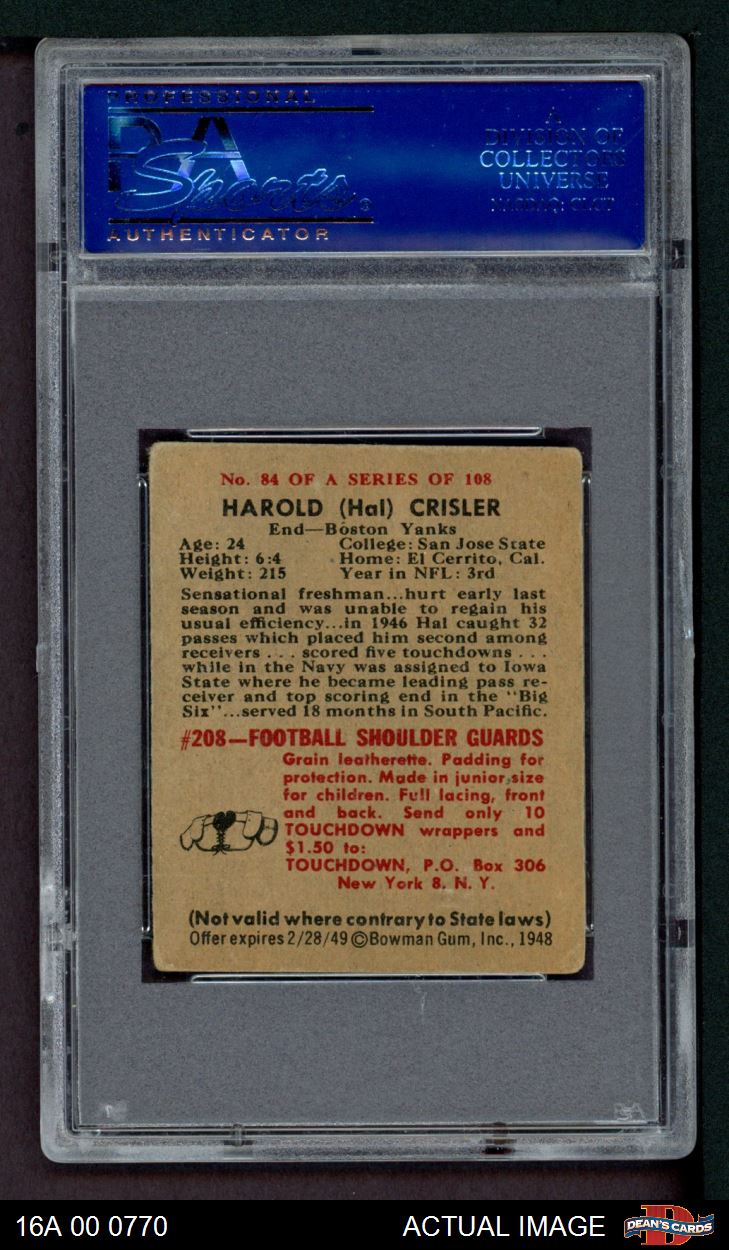 PROFESSIONAL
PSA
Sports
AUTHENTICATOR
A
DIVISION OF
COLLECTORS
UNIVERSE
NASDAQ: CLCT
No. 84 OF A SERIES OF 108
HAROLD (Hal) CRISLER
End—Boston Yanks
Age: 24 College: San Jose State
Height: 6:4 Home: El Cerrito, Cal.
Weight: 215 Year in NFL: 3rd
Sensational freshman...hurt early last
season and was unable to regain his
usual efficiency...in 1946 Hal caught 32
passes which placed him second among
receivers . . . scored five touchdowns . . .
while in the Navy was assigned to Iowa
State where he became leading pass re-
ceiver and top scoring end in the "Big
Six"...served 18 months in South Pacific.
#208—FOOTBALL SHOULDER GUARDS
Grain leatherette. Padding for
protection. Made in junior size
for children. Full lacing, front
and back. Send only 10
TOUCHDOWN wrappers and
$1.50 to:
TOUCHDOWN, P.O. Box 306
New York 8. N. Y.
(Not valid where contrary to State laws)
Offer expires 2/28/49 ©Bowman Gum, Inc., 1948
16A 00 0770
ACTUAL IMAGE
DEAN'S CARDS